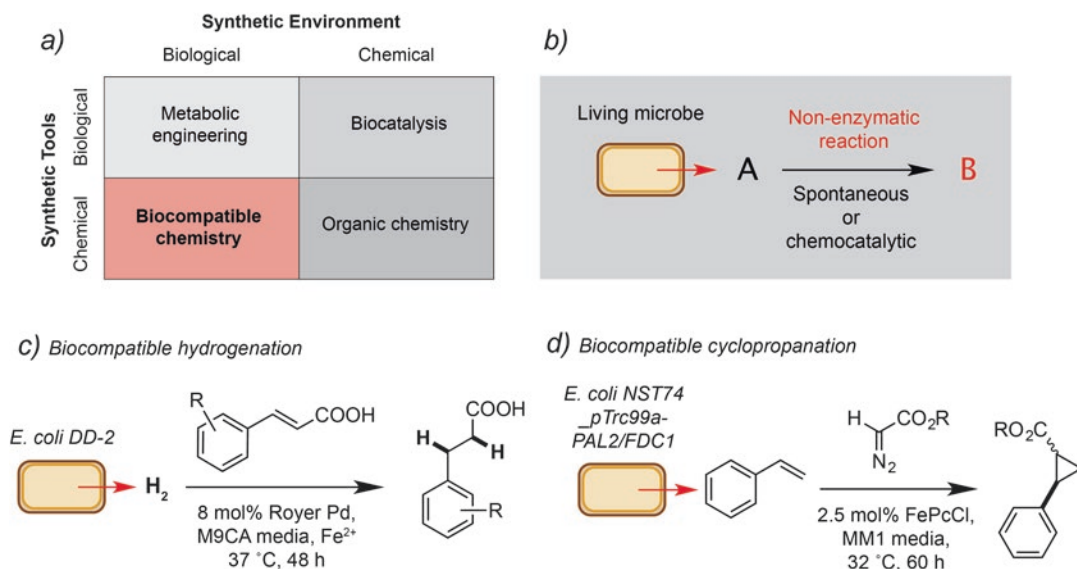 a)
Synthetic Environment
Biological
Chemical
Synthetic Tools
Biological
Chemical
Metabolic
engineering
Biocatalysis
Biocompatible
chemistry
Organic chemistry
b)
Living microbe
A
Non-enzymatic
reaction
Spontaneous
or
chemocatalytic
B
c) Biocompatible hydrogenation
E. coli DD-2
H₂
R
COOH
8 mol% Royer Pd,
M9CA media, Fe²⁺
37 ˚C, 48 h
COOH
H
H
R
d) Biocompatible cyclopropanation
E. coli NST74
_pTrc99a-
PAL2/FDC1
CO₂R
H
N₂
2.5 mol% FePcCl,
MM1 media,
32 ˚C, 60 h
RO₂C